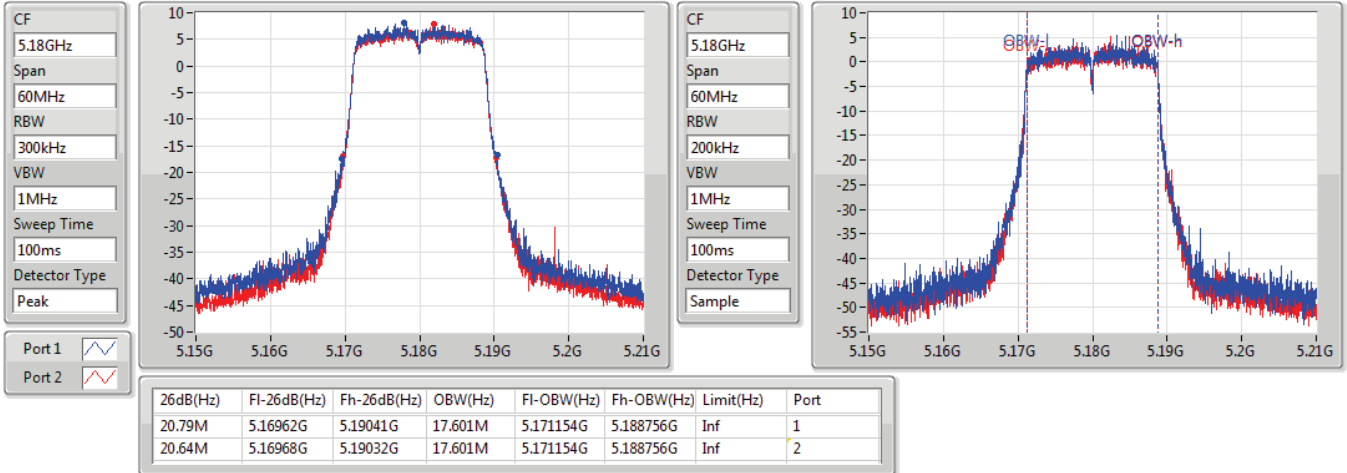 CF
5.18GHz
Span
60MHz
RBW
300kHz
VBW
1MHz
Sweep Time
100ms
Detector Type
Peak
10
5
0
-5
-10
-15
-20
-25
-30
-35
-40
-45
-50
5.15G 5.16G 5.17G 5.18G 5.19G 5.2G 5.21G
CF
5.18GHz
Span
60MHz
RBW
200kHz
VBW
1MHz
Sweep Time
100ms
Detector Type
Sample
10
5
0
-5
-10
-15
-20
-25
-30
-35
-40
-45
-50
-55
OBW-l OBW-h
5.15G 5.16G 5.17G 5.18G 5.19G 5.2G 5.21G
Port 1
Port 2
26dB(Hz) Fl-26dB(Hz) Fh-26dB(Hz) OBW(Hz) Fl-OBW(Hz) Fh-OBW(Hz) Limit(Hz) Port
20.79M 5.16962G 5.19041G 17.601M 5.171154G 5.188756G Inf 1
20.64M 5.16968G 5.19032G 17.601M 5.171154G 5.188756G Inf 2